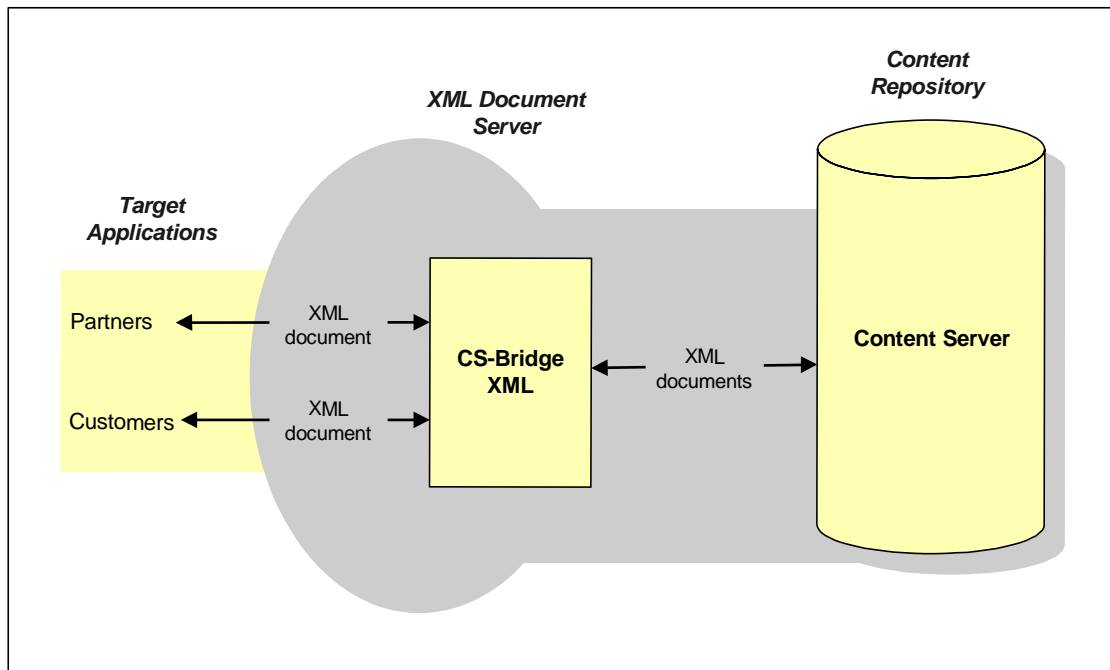 Content
Repository
XML Document
Server
Target
Applications
Partners
XML
document
CS-Bridge
XML
XML
documents
Content Server
Customers
XML
document